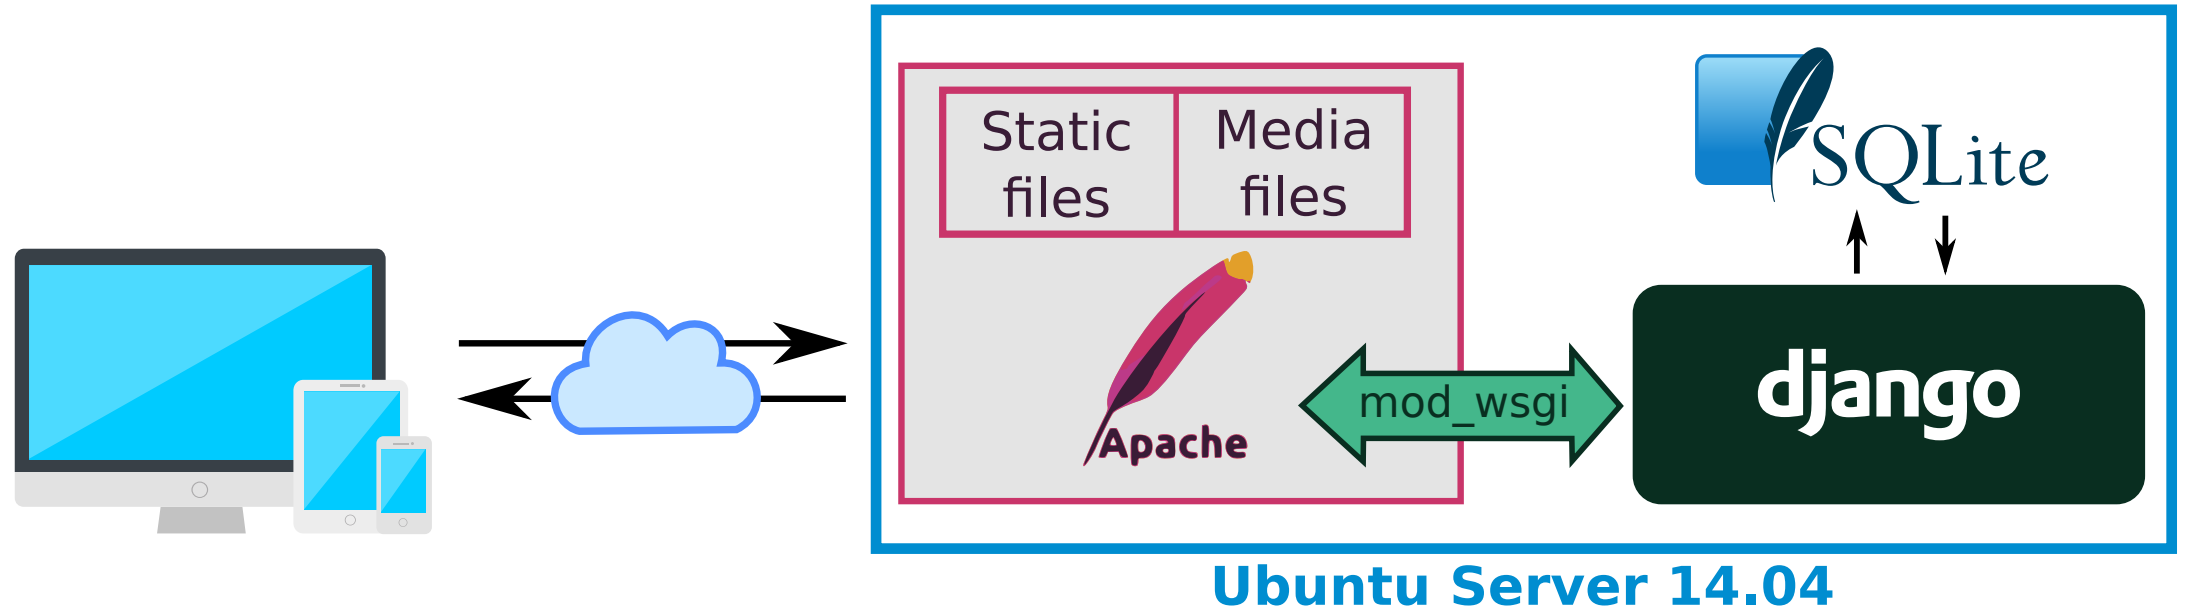 Static
files
Media
files
Apache
mod_wsgi
SQLite
django
Ubuntu Server 14.04